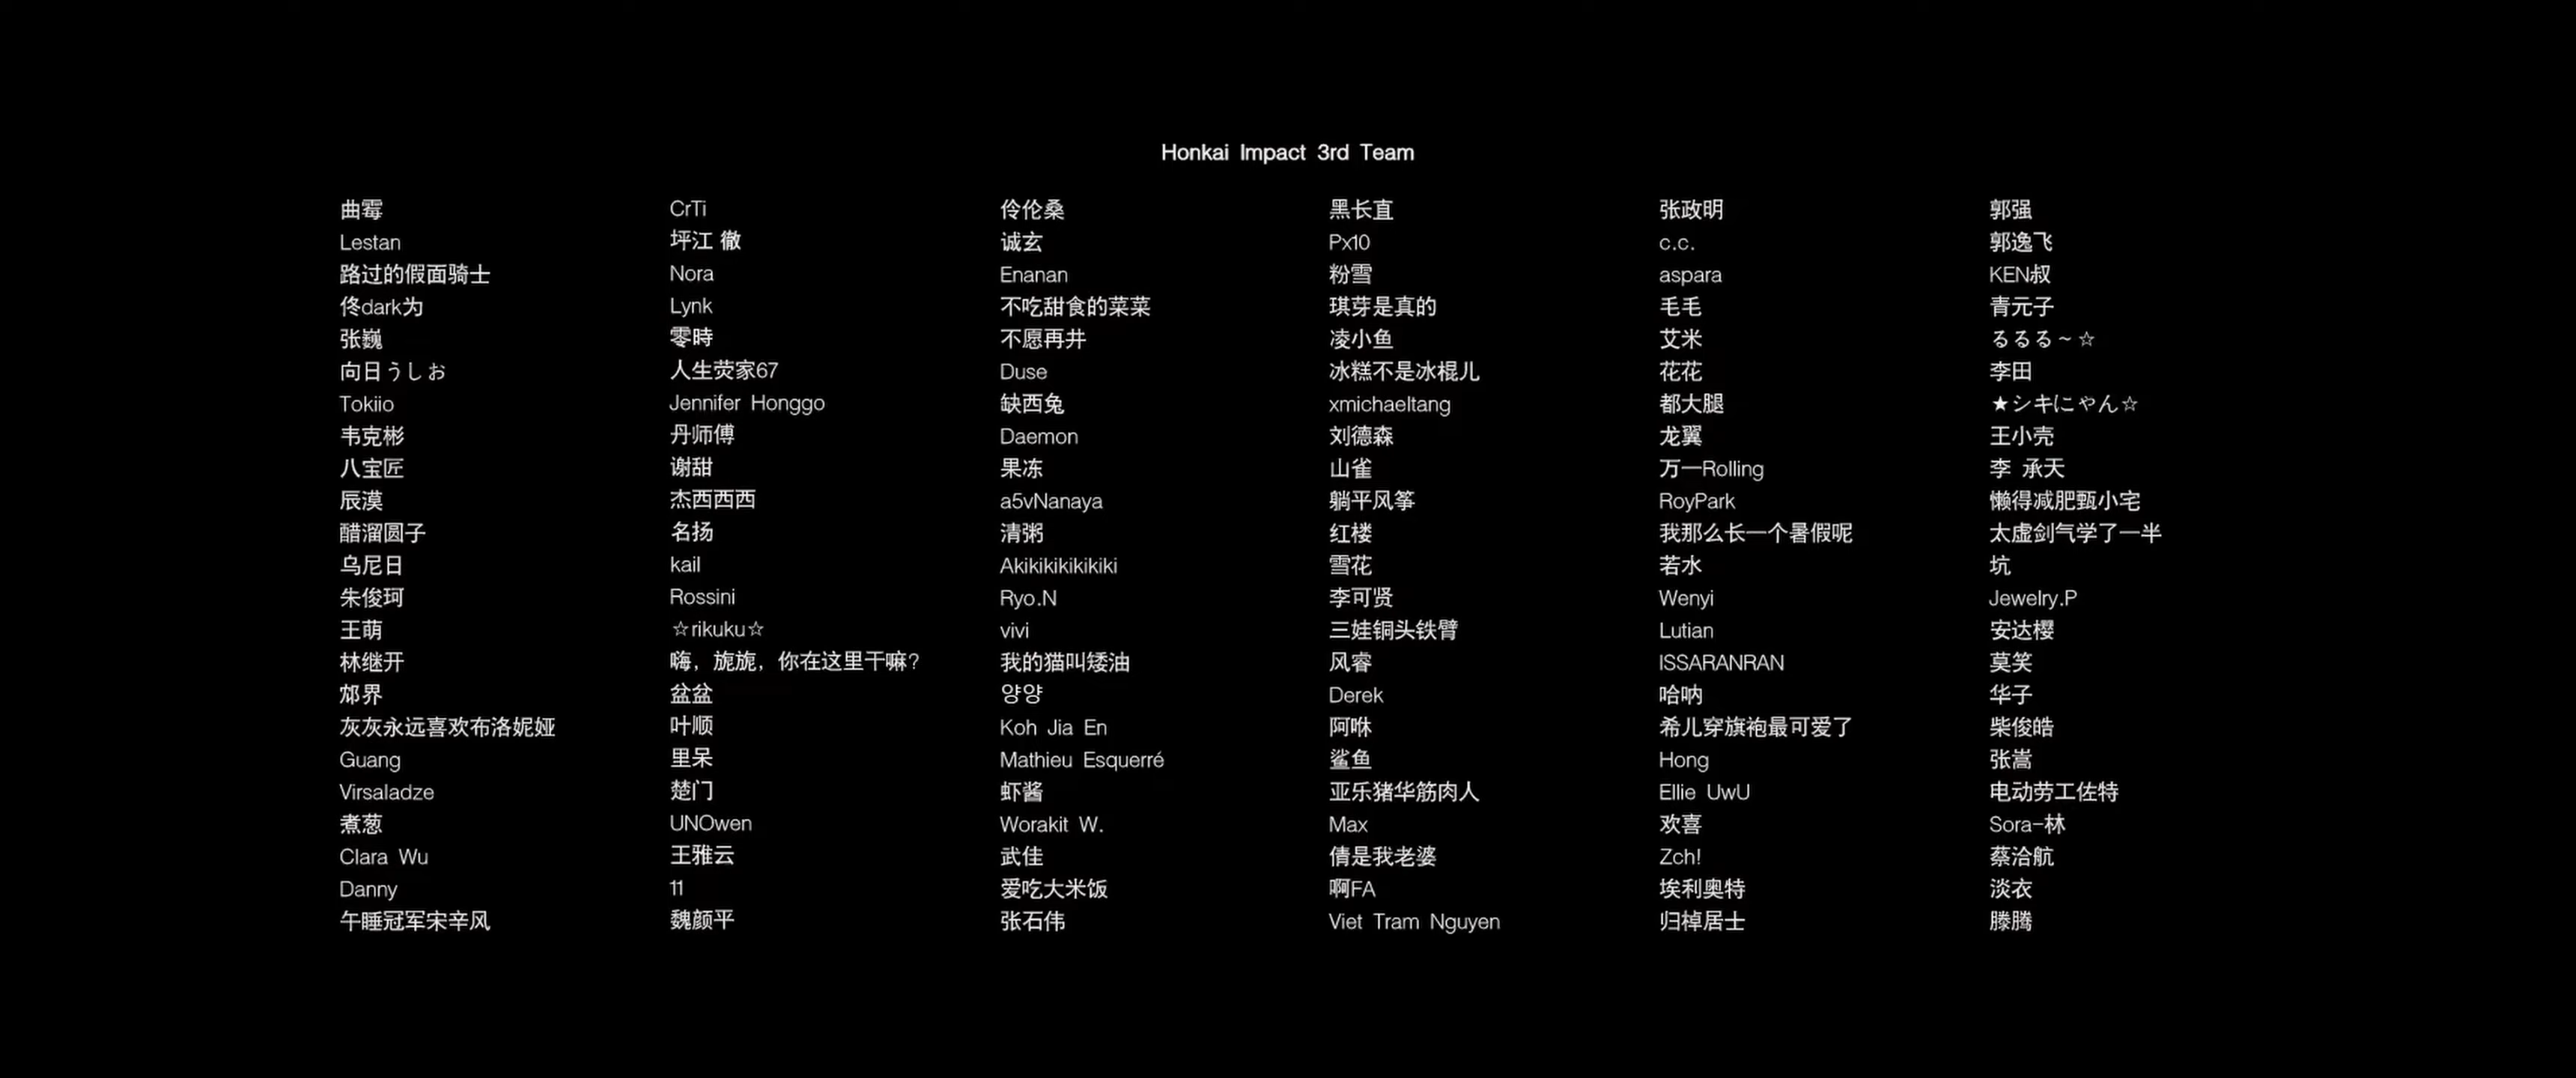 Honkai Impact 3rd Team
曲霉 CrTi 伶伦桑 黑长直 张政明 郭强
Lestan 坪江 徹 诚玄 Px10 c.c. 郭逸飞
路过的假面骑士 Nora Enanan 粉雪 aspara KEN叔
佟dark为 Lynk 不吃甜食的菜菜 琪芽是真的 毛毛 青元子
张巍 零時 不愿再井 凌小鱼 艾米 るるる~☆
向日うしお 人生荧家67 Duse 冰糕不是冰棍儿 花花 李田
Tokiio Jennifer Honggo 缺西兔 xmichaeltang 都大腿 ★シキにゃん☆
韦克彬 丹师傅 Daemon 刘德森 龙翼 王小壳
八宝匠 谢甜 果冻 山雀 万一Rolling 李 承天
辰漠 杰西西西 a5vNanaya 躺平风筝 RoyPark 懒得减肥甄小宅
醋溜圆子 名扬 清粥 红楼 我那么长一个暑假呢 太虚剑气学了一半
乌尼日 kail Akikikikikikiki 雪花 若水 坑
朱俊珂 Rossini Ryo.N 李可贤 Wenyi Jewelry.P
王萌 ☆rikuku☆ vivi 三娃铜头铁臂 Lutian 安达樱
林继开 嗨，旎旎，你在这里干嘛？ 我的猫叫矮油 风睿 ISSARANRAN 莫笑
邥界 盆盆 양양 Derek 哈呐 华子
灰灰永远喜欢布洛妮娅 叶顺 Koh Jia En 阿咻 希儿穿旗袍最可爱了 柴俊皓
Guang 里呆 Mathieu Esquerré 鲨鱼 Hong 张嵩
Virsaladze 楚门 虾酱 亚乐猪华筋肉人 Ellie UwU 电动劳工佐特
煮葱 UNOwen Worakit W. Max 欢喜 Sora-林
Clara Wu 王雅云 武佳 倩是我老婆 Zch! 蔡洽航
Danny 11 爱吃大米饭 啊FA 埃利奥特 淡衣
午睡冠军宋辛风 魏颜平 张石伟 Viet Tram Nguyen 归棹居士 滕腾